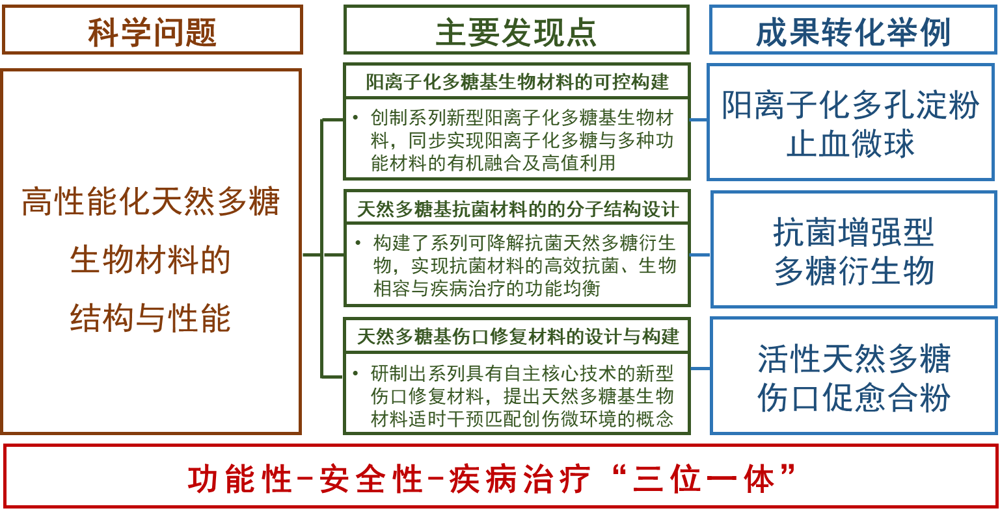 科学问题
主要发现点
成果转化举例
高性能化天然多糖
生物材料的
结构与性能
阳离子化多糖基生物材料的可控构建
• 创制系列新型阳离子化多糖基生物材
料，同步实现阳离子化多糖与多种功
能材料的有机融合及高值利用
阳离子化多孔淀粉
止血微球
天然多糖基抗菌材料的的分子结构设计
• 构建了系列可降解抗菌天然多糖衍生
物，实现抗菌材料的高效抗菌、生物
相容与疾病治疗的功能均衡
抗菌增强型
多糖衍生物
天然多糖基伤口修复材料的设计与构建
• 研制出系列具有自主核心技术的新型
伤口修复材料，提出天然多糖基生物
材料适时干预匹配创伤微环境的概念
活性天然多糖
伤口促愈合粉
功能性-安全性-疾病治疗“三位一体”